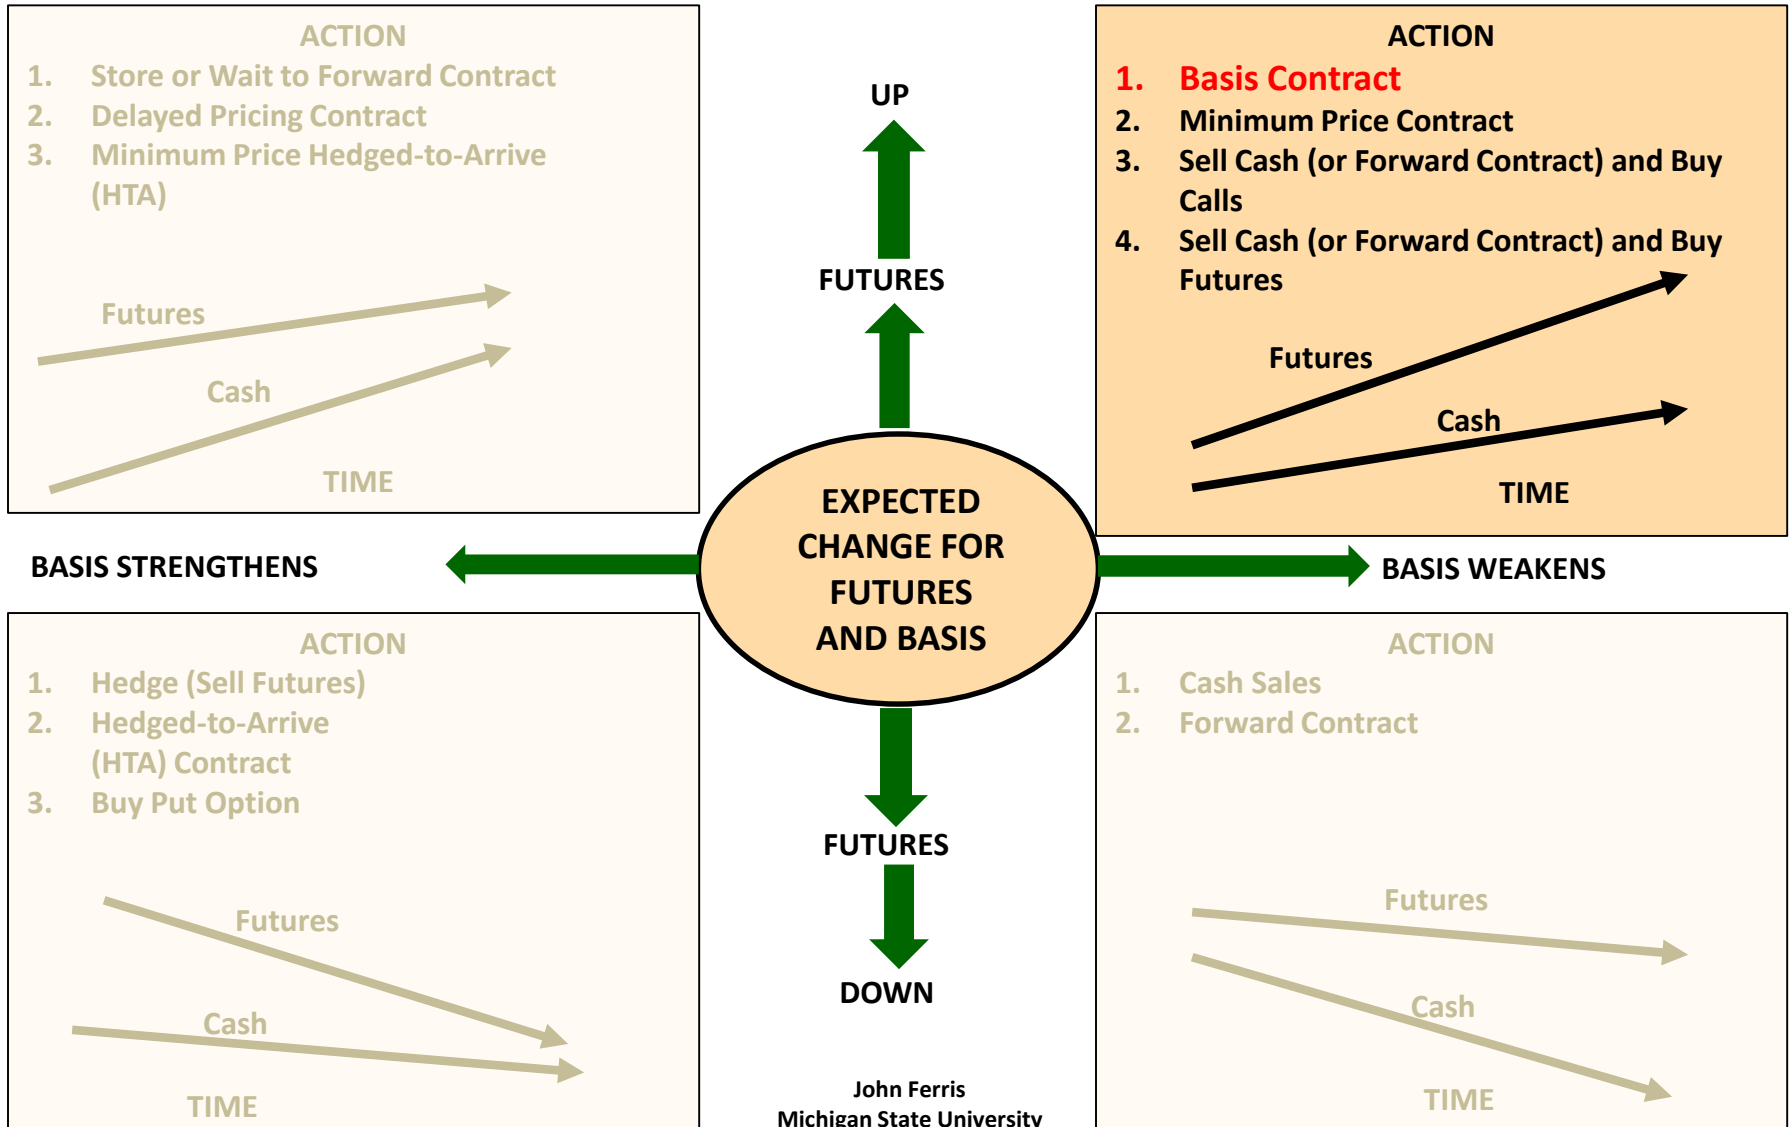 ACTION
1. Store or Wait to Forward Contract
2. Delayed Pricing Contract
3. Minimum Price Hedged-to-Arrive
(HTA)
Futures
Cash
TIME
UP
FUTURES
ACTION
1. Basis Contract
2. Minimum Price Contract
3. Sell Cash (or Forward Contract) and Buy
Calls
4. Sell Cash (or Forward Contract) and Buy
Futures
Futures
Cash
TIME
BASIS STRENGTHENS
EXPECTED
CHANGE FOR
FUTURES
AND BASIS
BASIS WEAKENS
ACTION
1. Hedge (Sell Futures)
2. Hedged-to-Arrive
(HTA) Contract
3. Buy Put Option
Futures
Cash
TIME
FUTURES
DOWN
John Ferris
Michigan State University
ACTION
1. Cash Sales
2. Forward Contract
Futures
Cash
TIME